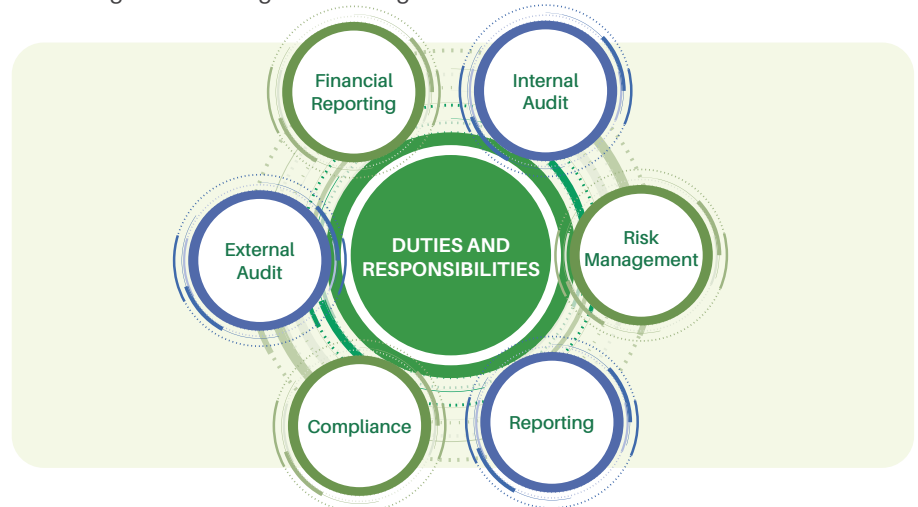 Financial
Reporting
Internal
Audit
External
Audit
DUTIES AND
RESPONSIBILITIES
Risk
Management
Compliance
Reporting